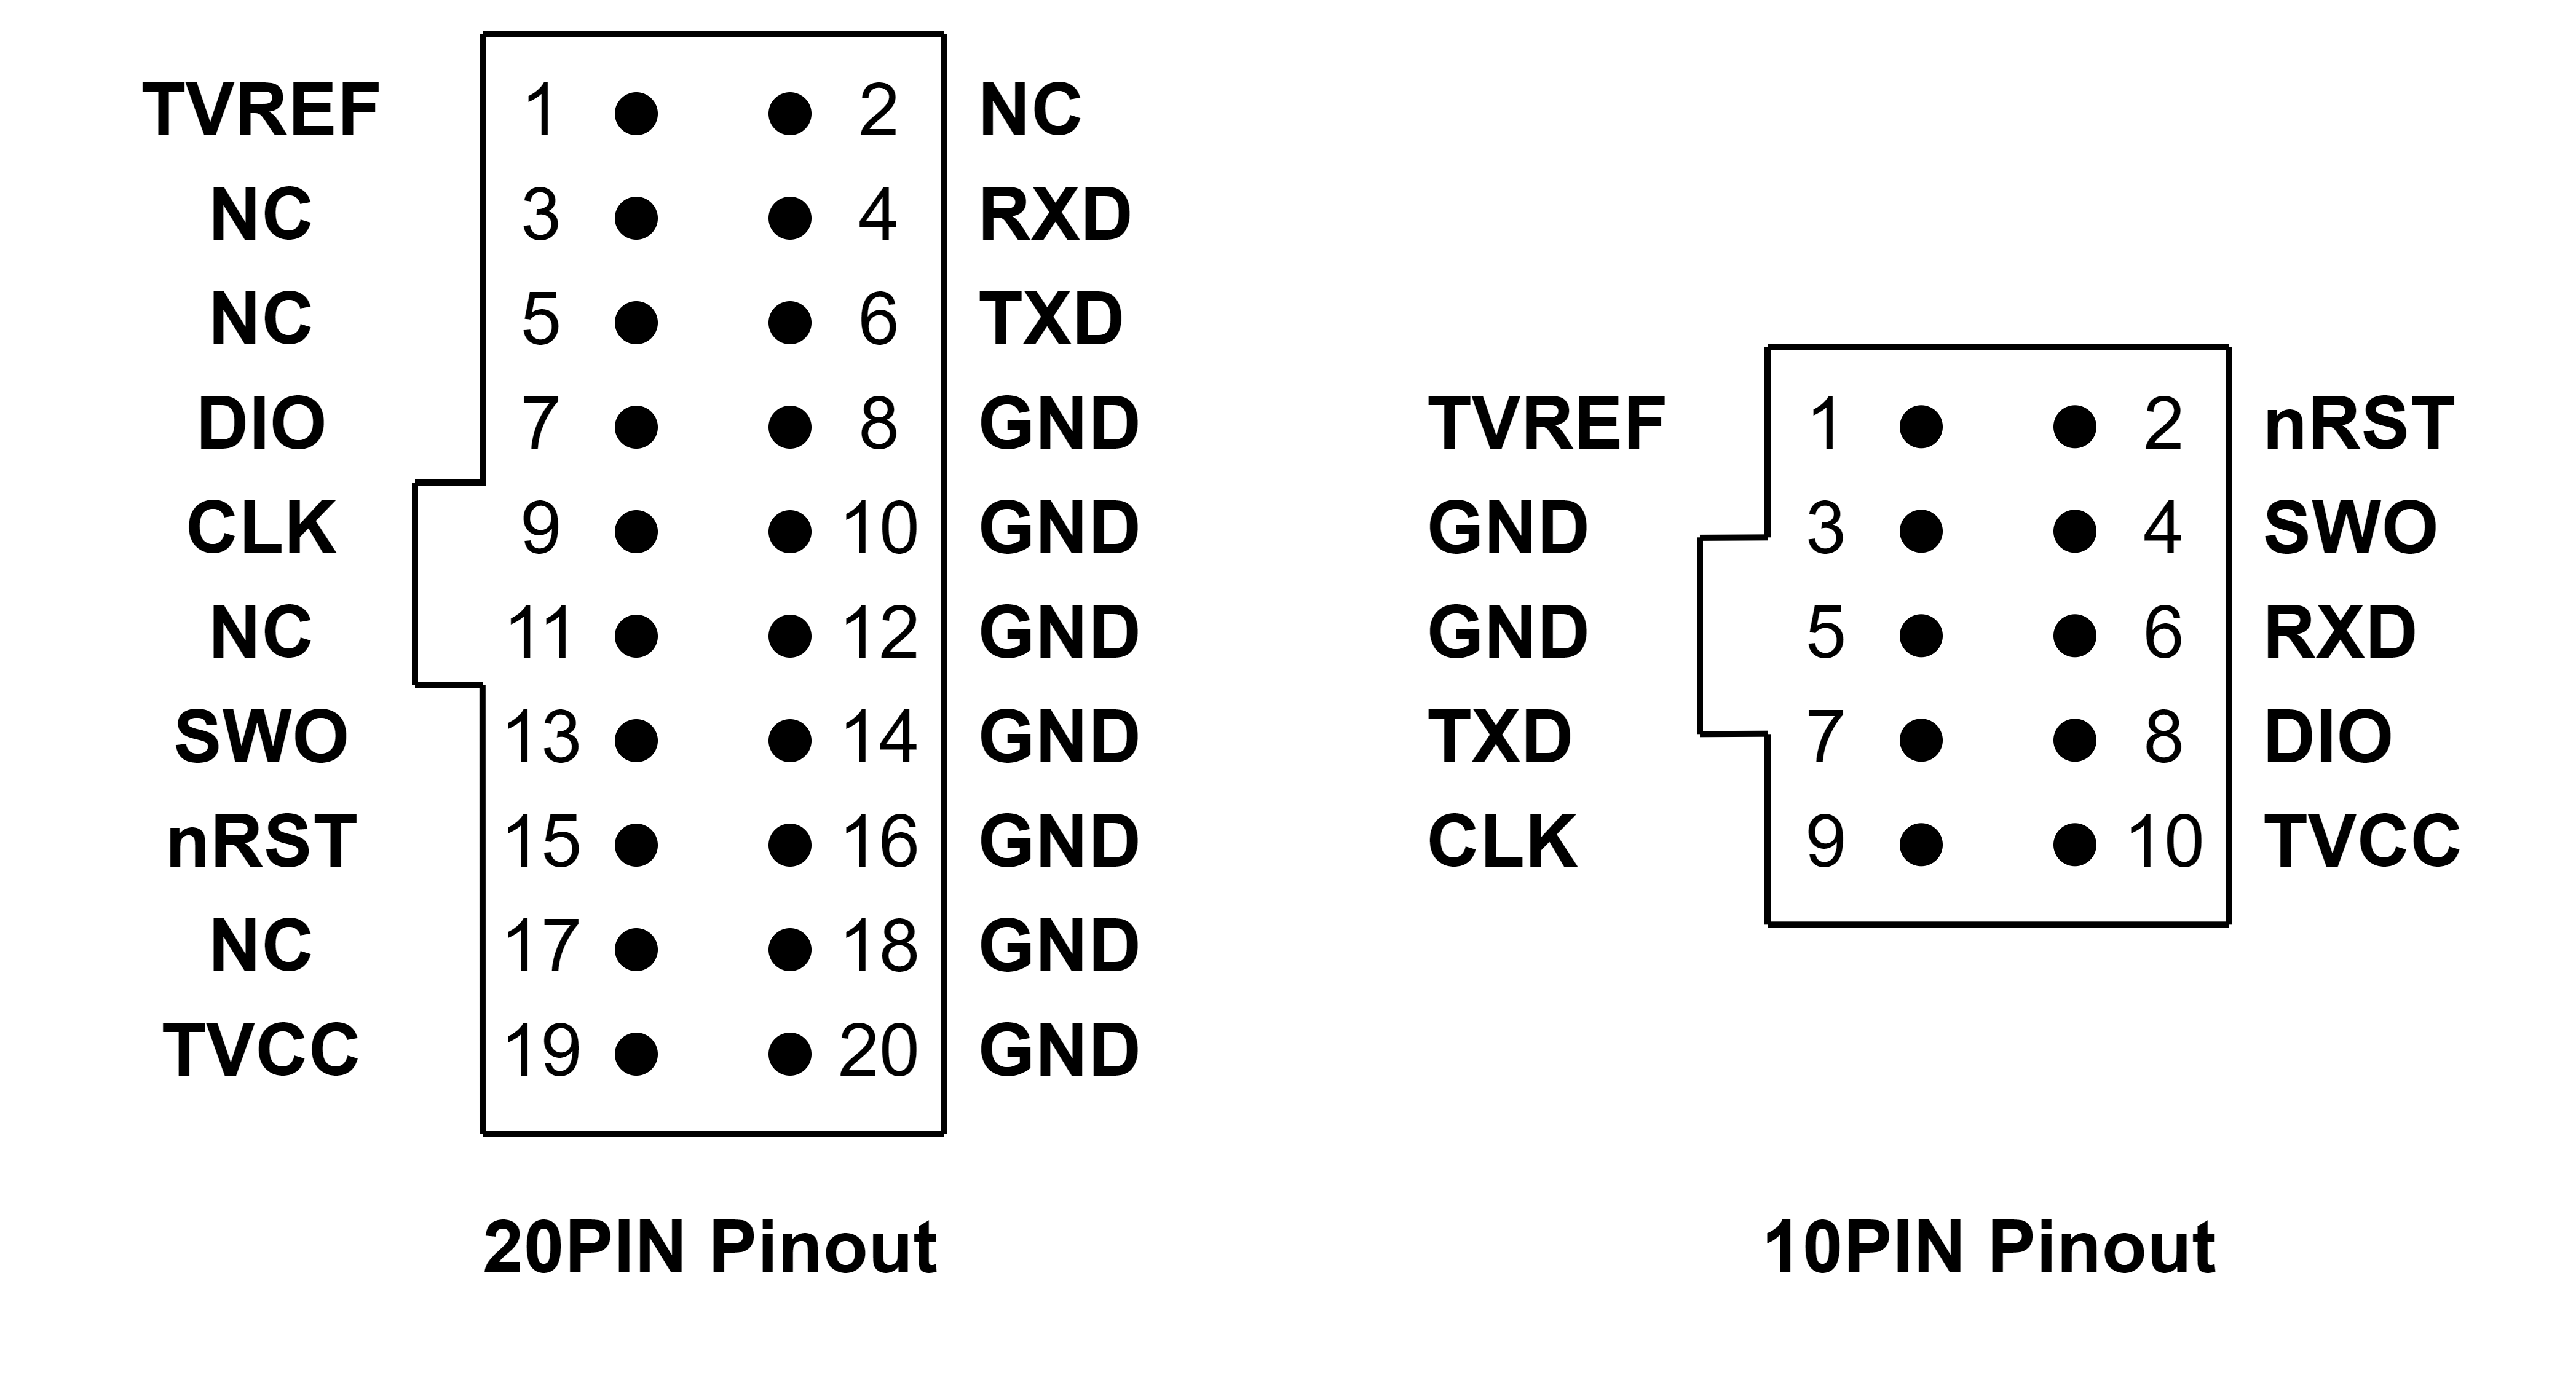 TVREF 1 2 NC
NC 3 4 RXD
NC 5 6 TXD
DIO 7 8 GND
CLK 9 10 GND
NC 11 12 GND
SWO 13 14 GND
nRST 15 16 GND
NC 17 18 GND
TVCC 19 20 GND
20PIN Pinout
TVREF 1 2 nRST
GND 3 4 SWO
GND 5 6 RXD
TXD 7 8 DIO
CLK 9 10 TVCC
10PIN Pinout